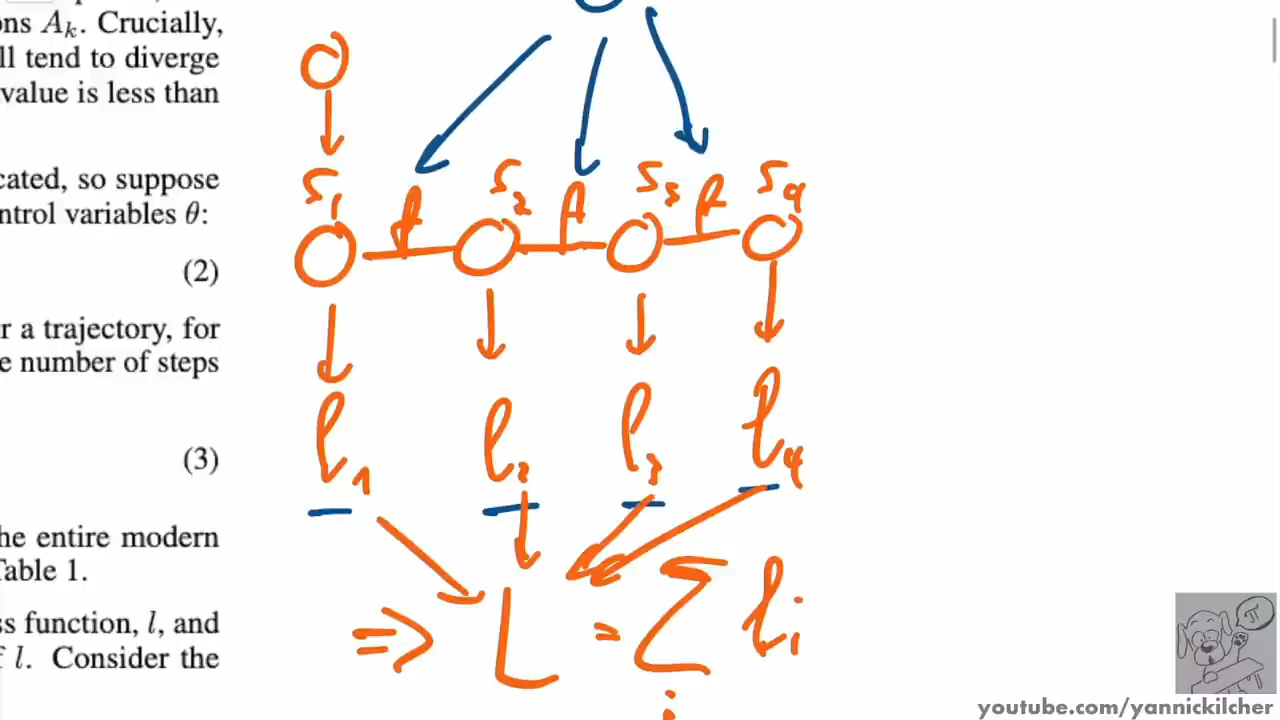 ons Aₖ. Crucially,
ll tend to diverge
value is less than
cated, so suppose
ntrol variables θ:
(2)
r a trajectory, for
e number of steps
(3)
he entire modern
Table 1.
ss function, l, and
f l. Consider the
S₁ S₂ S₃ S₄
A A A
l₁ l₂ l₃ l₄
=> L = Σᵢ lᵢ
π
youtube.com/yannickilcher